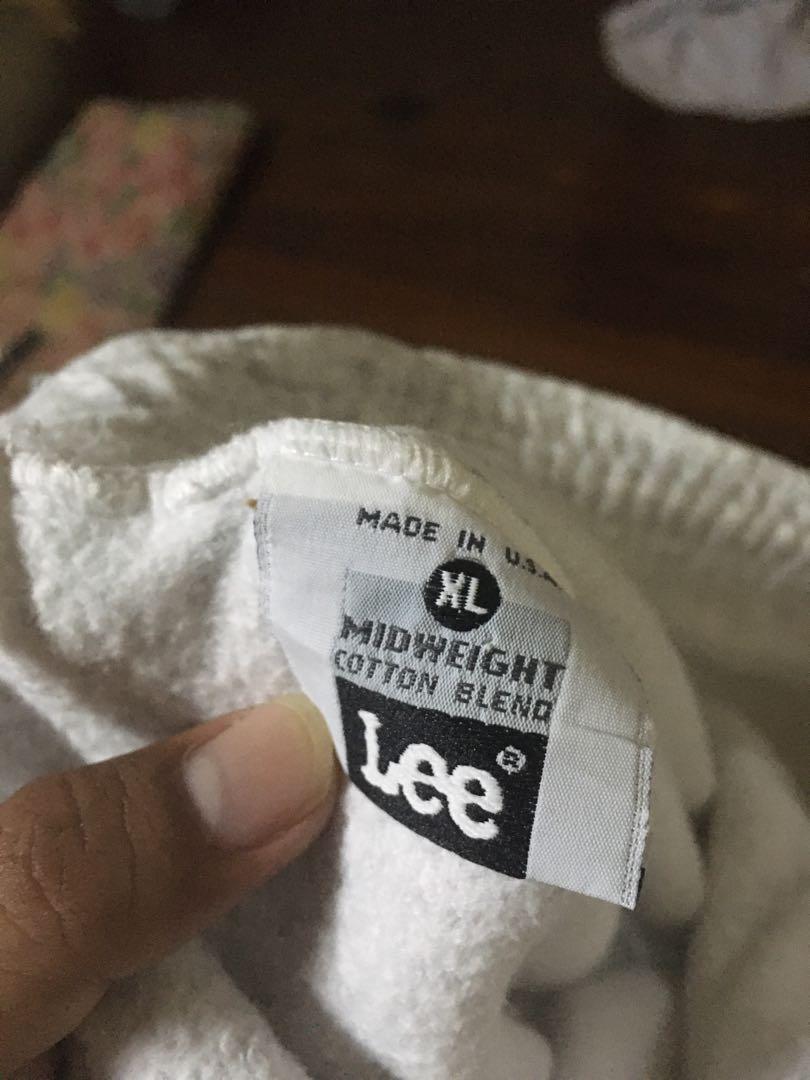 MADE IN U.S.A
XL
MIDWEIGHT
COTTON BLEND
Lee®